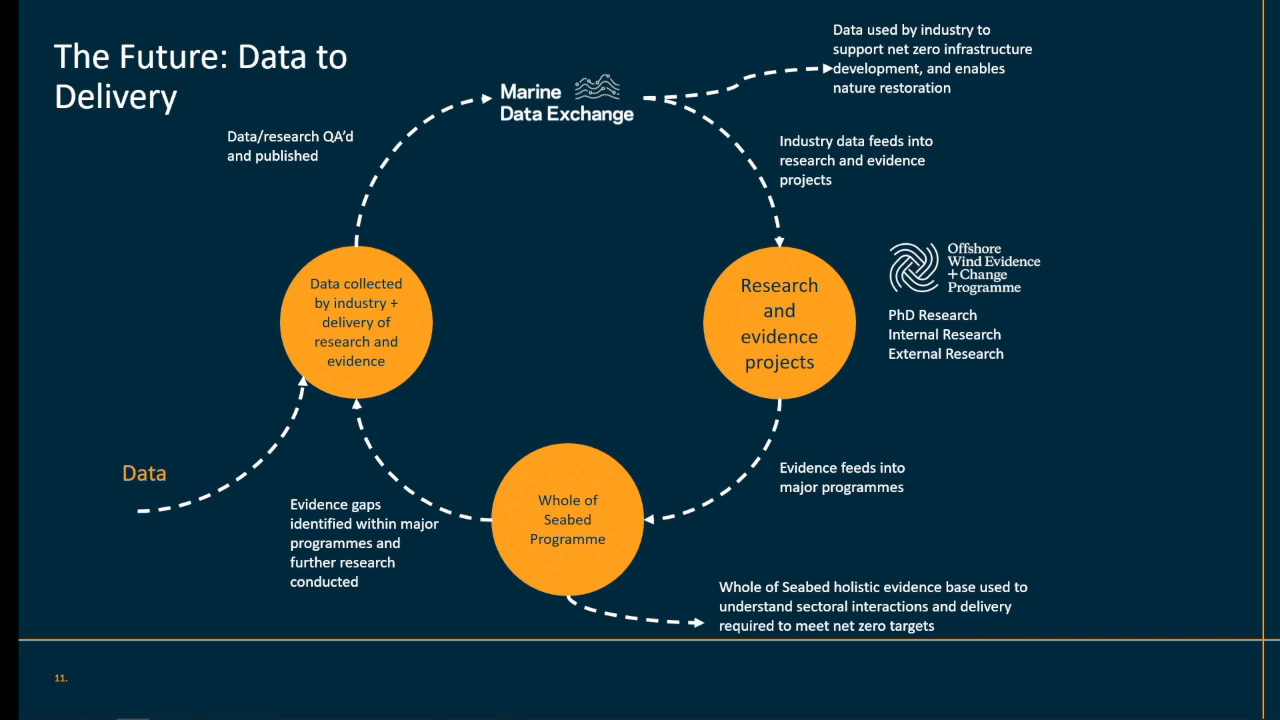 The Future: Data to
Delivery
Data used by industry to
support net zero infrastructure
development, and enables
nature restoration
Marine
Data Exchange
Data/research QA'd
and published
Industry data feeds into
research and evidence
projects
Data collected
by industry +
delivery of
research and
evidence
Research
and
evidence
projects
Offshore
Wind Evidence
+Change
Programme
PhD Research
Internal Research
External Research
Data
Evidence feeds into
major programmes
Whole of
Seabed
Programme
Evidence gaps
identified within major
programmes and
further research
conducted
Whole of Seabed holistic evidence base used to
understand sectoral interactions and delivery
required to meet net zero targets
11.